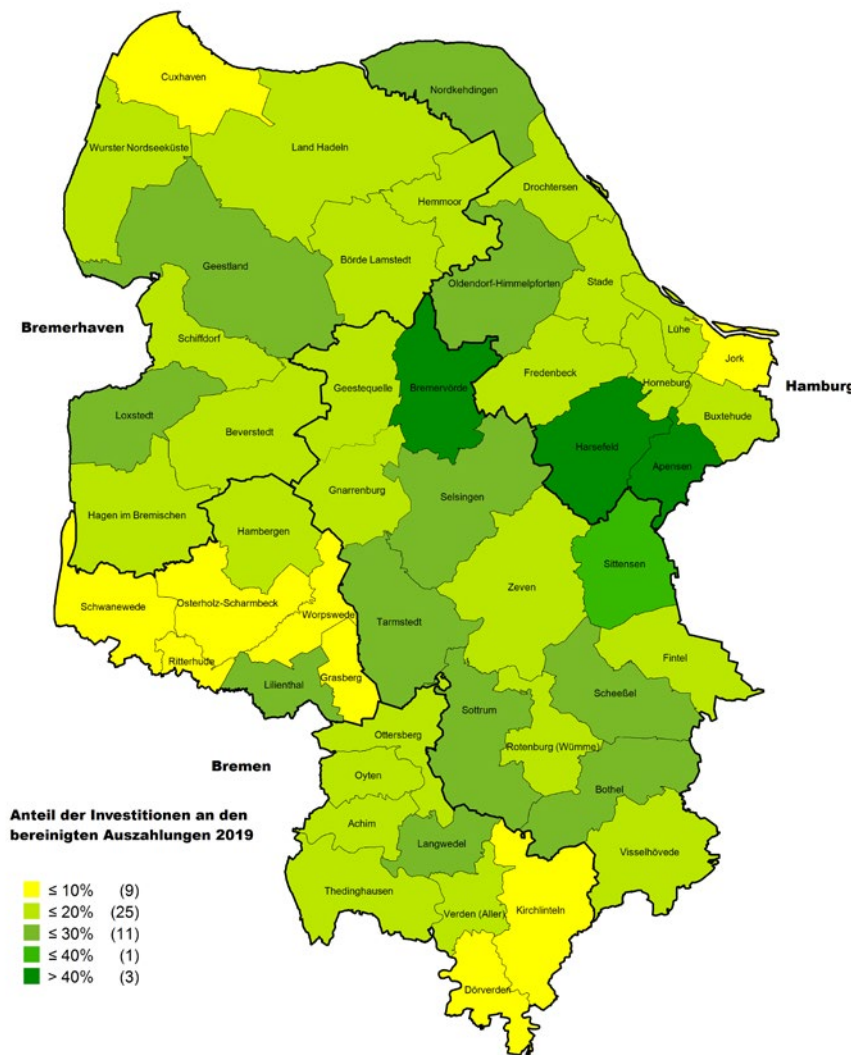 Cuxhaven
Nordkehdingen
Wurster Nordseeküste
Land Hadeln
Drochtersen
Hemmoor
Geestland
Börde Lamstedt
Oldendorf-Himmelpforten
Stade
Bremerhaven
Schiffdorf
Lühe
Jork
Fredenbeck
Horneburg
Hamburg
Geestequelle
Bremervörde
Loxstedt
Buxtehude
Beverstedt
Harsefeld
Apensen
Gnarrenburg
Selsingen
Hagen im Bremischen
Hambergen
Sittensen
Zeven
Schwanewede
Osterholz-Scharmbeck
Worpswede
Tarmstedt
Ritterhude
Fintel
Lilienthal
Grasberg
Scheeßel
Sottrum
Ottersberg
Rotenburg (Wümme)
Bremen
Oyten
Bothel
Anteil der Investitionen an den
bereinigten Auszahlungen 2019
Achim
Langwedel
Visselhövede
Thedinghausen
Verden (Aller)
Kirchlinteln
Dörverden
≤ 10% (9)
≤ 20% (25)
≤ 30% (11)
≤ 40% (1)
> 40% (3)